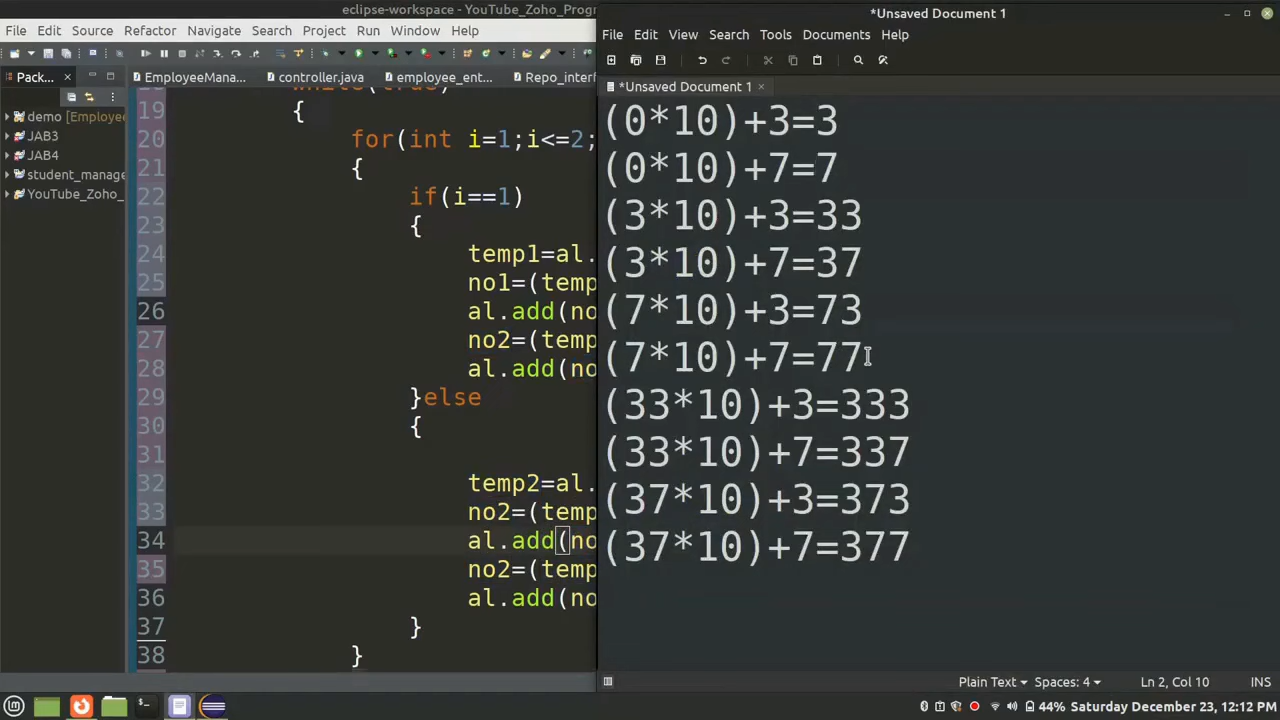 eclipse-workspace - YouTube_Zoho_Progr
File Edit Source Refactor Navigate Search Project Run Window Help
Pack... EmployeeMana... controller.java employee_ent... Repo_interf
demo [Employee
JAB3
JAB4
student_manage
YouTube_Zoho_
18 while(true)
19 {
20 for(int i=1;i<=2;
21 {
22 if(i==1)
23 {
24 temp1=al.
25 no1=(temp
26 al.add(no
27 no2=(temp
28 al.add(no
29 }else
30 {
31
32 temp2=al.
33 no2=(temp
34 al.add(no
35 no2=(temp
36 al.add(no
37 }
38 }
*Unsaved Document 1
File Edit View Search Tools Documents Help
*Unsaved Document 1
(0*10)+3=3
(0*10)+7=7
(3*10)+3=33
(3*10)+7=37
(7*10)+3=73
(7*10)+7=77
(33*10)+3=333
(33*10)+7=337
(37*10)+3=373
(37*10)+7=377
Plain Text Spaces: 4 Ln 2, Col 10 INS
44% Saturday December 23, 12:12 PM